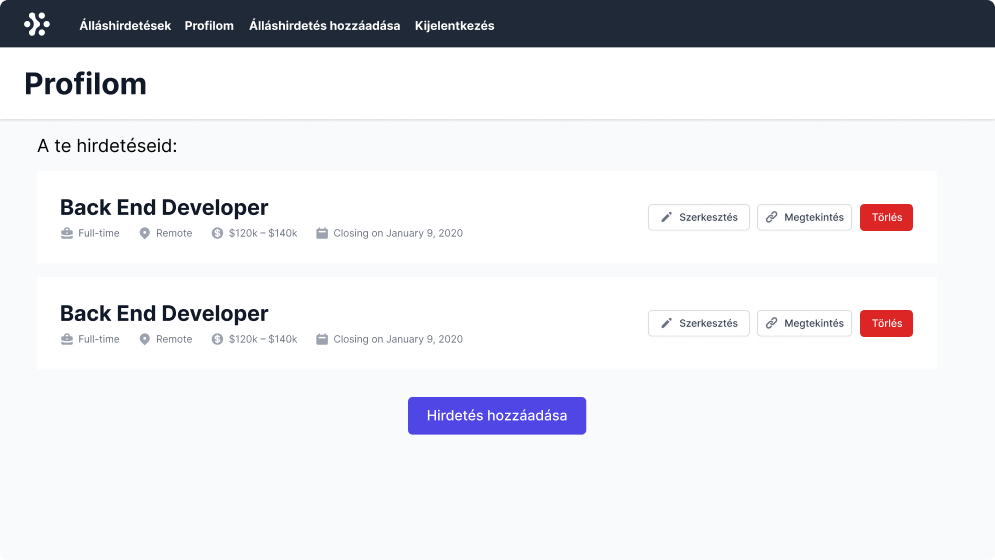 Álláshirdetések Profilom Álláshirdetés hozzáadása Kijelentkezés
Profilom
A te hirdetéseid:
Back End Developer
Full-time Remote $120k – $140k Closing on January 9, 2020
Szerkesztés Megtekintés Törlés
Back End Developer
Full-time Remote $120k – $140k Closing on January 9, 2020
Szerkesztés Megtekintés Törlés
Hirdetés hozzáadása